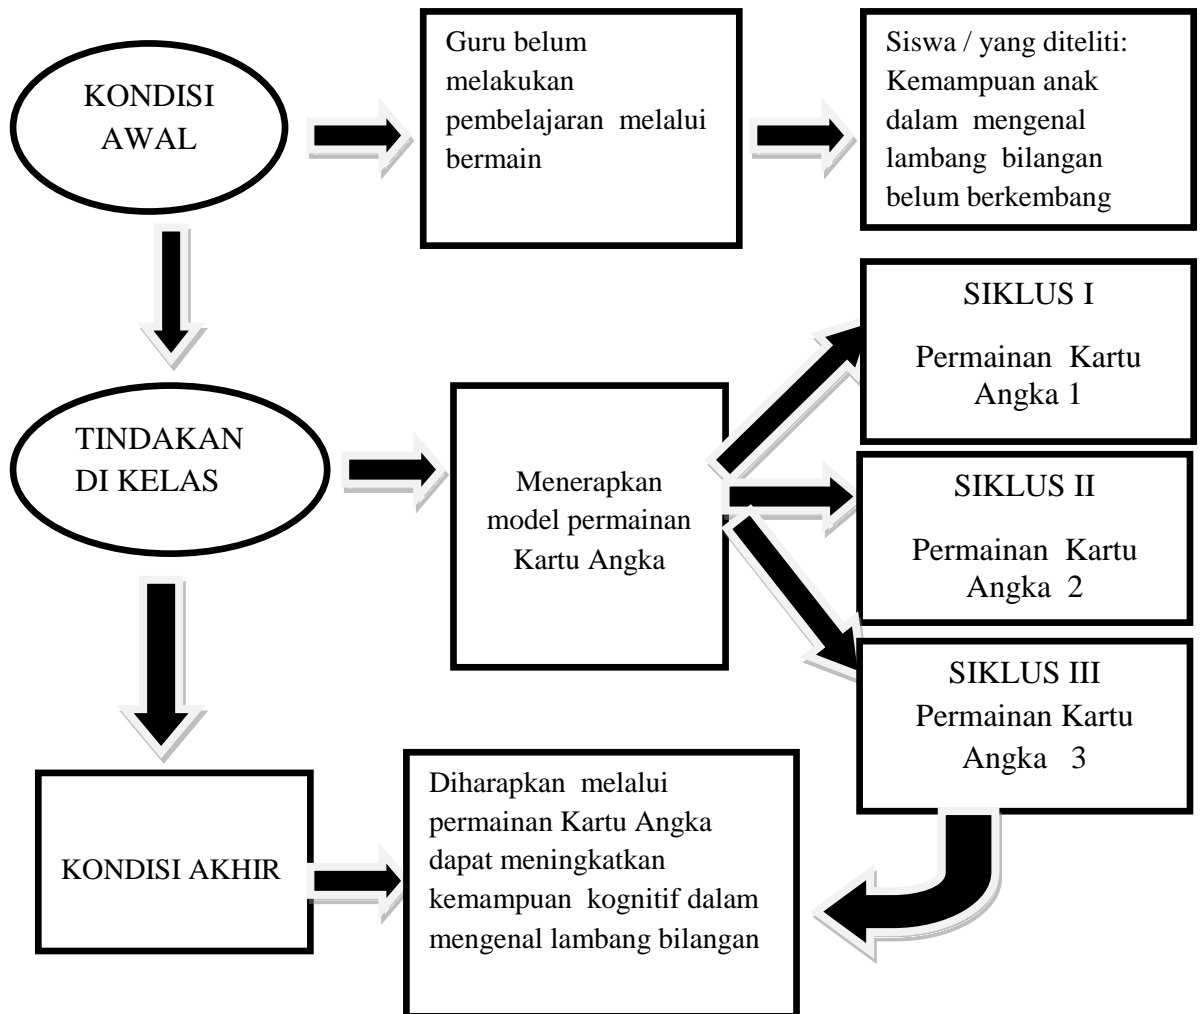 KONDISI
AWAL
Guru belum
melakukan
pembelajaran melalui
bermain
Siswa / yang diteliti:
Kemampuan anak
dalam mengenal
lambang bilangan
belum berkembang
TINDAKAN
DI KELAS
Menerapkan
model permainan
Kartu Angka
SIKLUS I
Permainan Kartu
Angka 1
SIKLUS II
Permainan Kartu
Angka 2
SIKLUS III
Permainan Kartu
Angka 3
KONDISI AKHIR
Diharapkan melalui
permainan Kartu Angka
dapat meningkatkan
kemampuan kognitif dalam
mengenal lambang bilangan